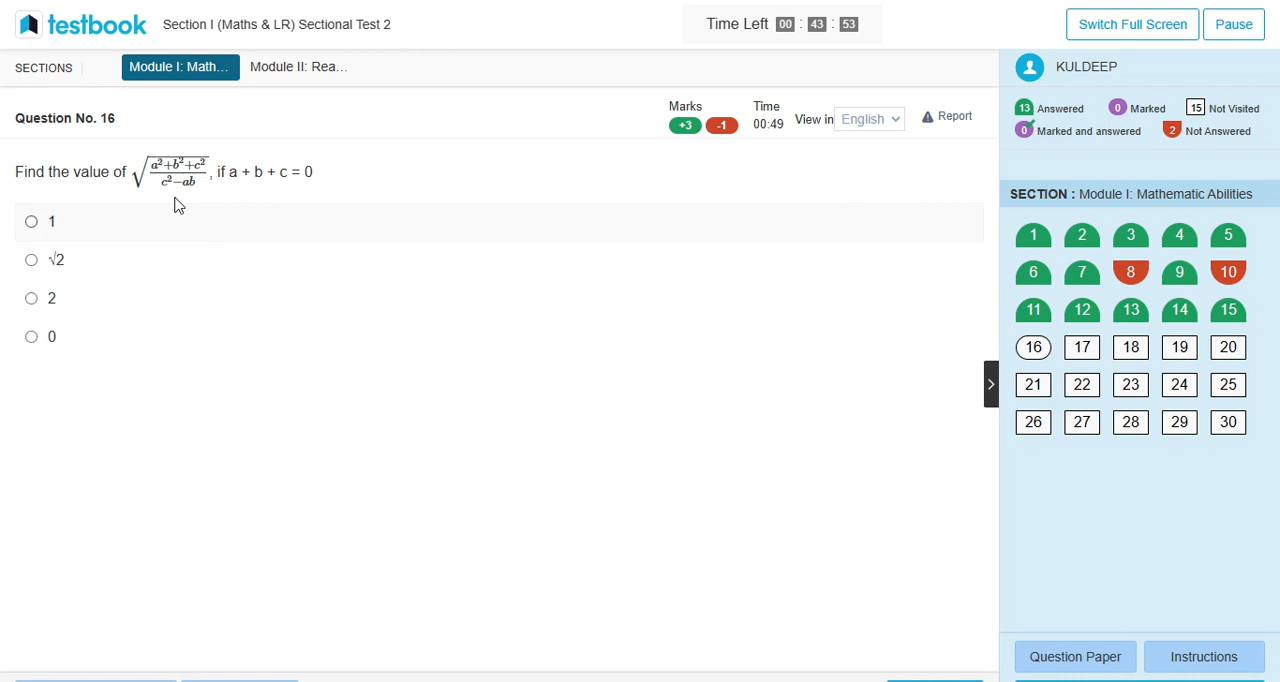 testbook Section I (Maths & LR) Sectional Test 2 Time Left 00 : 43 : 53 Switch Full Screen Pause
SECTIONS Module I: Math... Module II: Rea... KULDEEP
13 Answered 0 Marked 15 Not Visited
0 Marked and answered 2 Not Answered
Question No. 16 Marks +3 -1 Time 00:49 View in English Report
Find the value of √((a²+b²+c²)/(c²−ab)), if a + b + c = 0
1
√2
2
0
SECTION : Module I: Mathematic Abilities
1 2 3 4 5
6 7 8 9 10
11 12 13 14 15
16 17 18 19 20
21 22 23 24 25
26 27 28 29 30
Question Paper Instructions